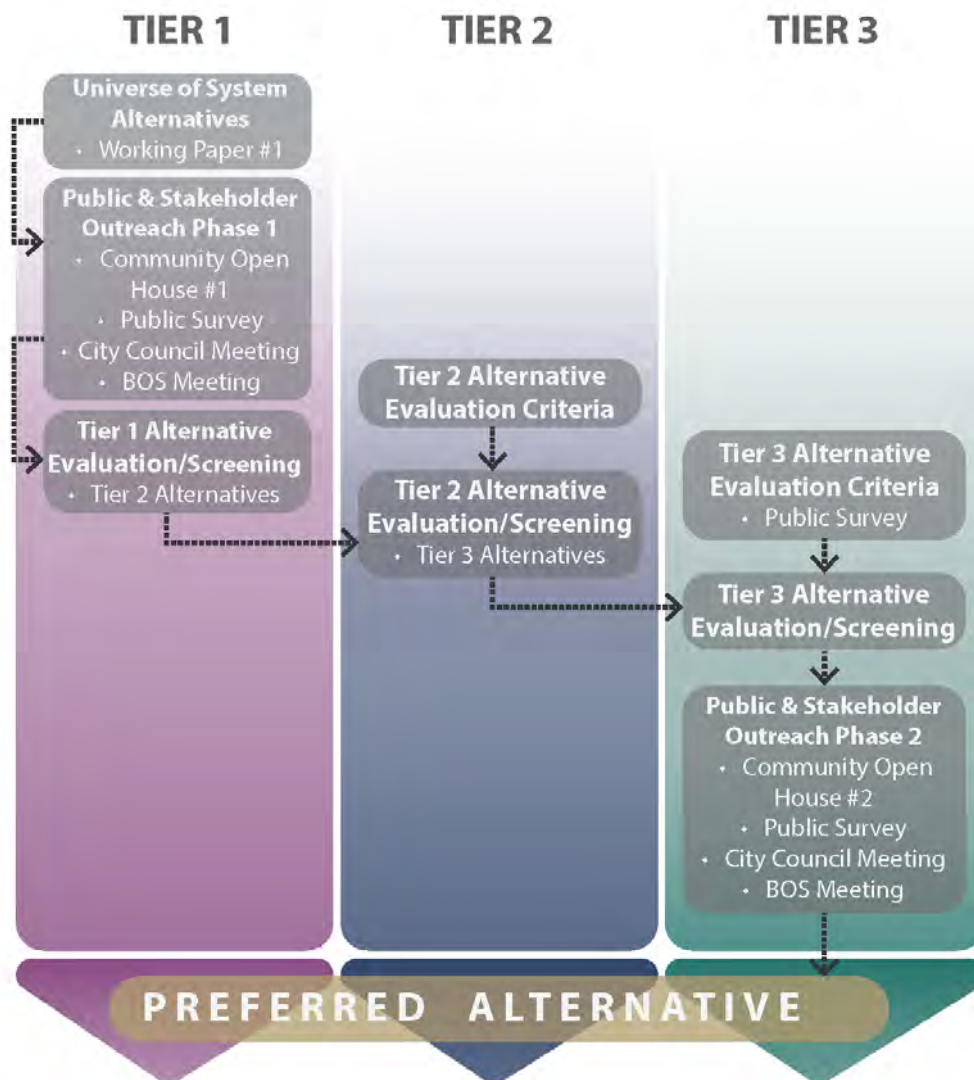 TIER 1
Universe of System
Alternatives
• Working Paper #1
Public & Stakeholder
Outreach Phase 1
• Community Open
House #1
• Public Survey
• City Council Meeting
• BOS Meeting
Tier 1 Alternative
Evaluation/Screening
• Tier 2 Alternatives
TIER 2
Tier 2 Alternative
Evaluation Criteria
Tier 2 Alternative
Evaluation/Screening
• Tier 3 Alternatives
TIER 3
Tier 3 Alternative
Evaluation Criteria
• Public Survey
Tier 3 Alternative
Evaluation/Screening
Public & Stakeholder
Outreach Phase 2
• Community Open
House #2
• Public Survey
• City Council Meeting
• BOS Meeting
PREFERRED ALTERNATIVE